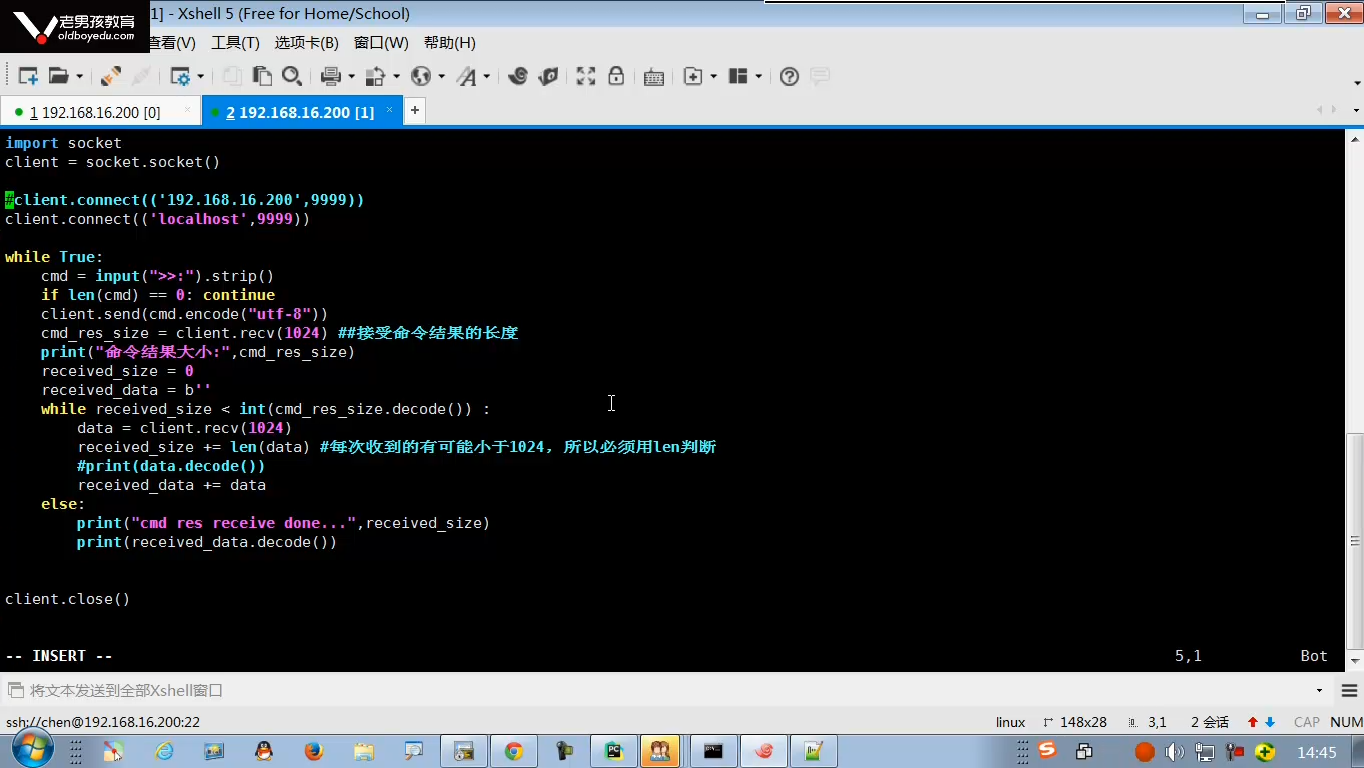 老男孩教育
oldboyedu.com
1] - Xshell 5 (Free for Home/School)
查看(V) 工具(T) 选项卡(B) 窗口(W) 帮助(H)
1 192.168.16.200 [0] × 2 192.168.16.200 [1] × +
import socket
client = socket.socket()
#client.connect(('192.168.16.200',9999))
client.connect(('localhost',9999))
while True:
    cmd = input(">>:").strip()
    if len(cmd) == 0: continue
    client.send(cmd.encode("utf-8"))
    cmd_res_size = client.recv(1024) ##接受命令结果的长度
    print("命令结果大小:",cmd_res_size)
    received_size = 0
    received_data = b''
    while received_size < int(cmd_res_size.decode()) :
        data = client.recv(1024)
        received_size += len(data) #每次收到的有可能小于1024, 所以必须用len判断
        #print(data.decode())
        received_data += data
    else:
        print("cmd res receive done...",received_size)
        print(received_data.decode())
client.close()
-- INSERT -- 5,1 Bot
将文本发送到全部Xshell窗口
ssh://chen@192.168.16.200:22 linux 148x28 3,1 2 会话 CAP NUM
14:45